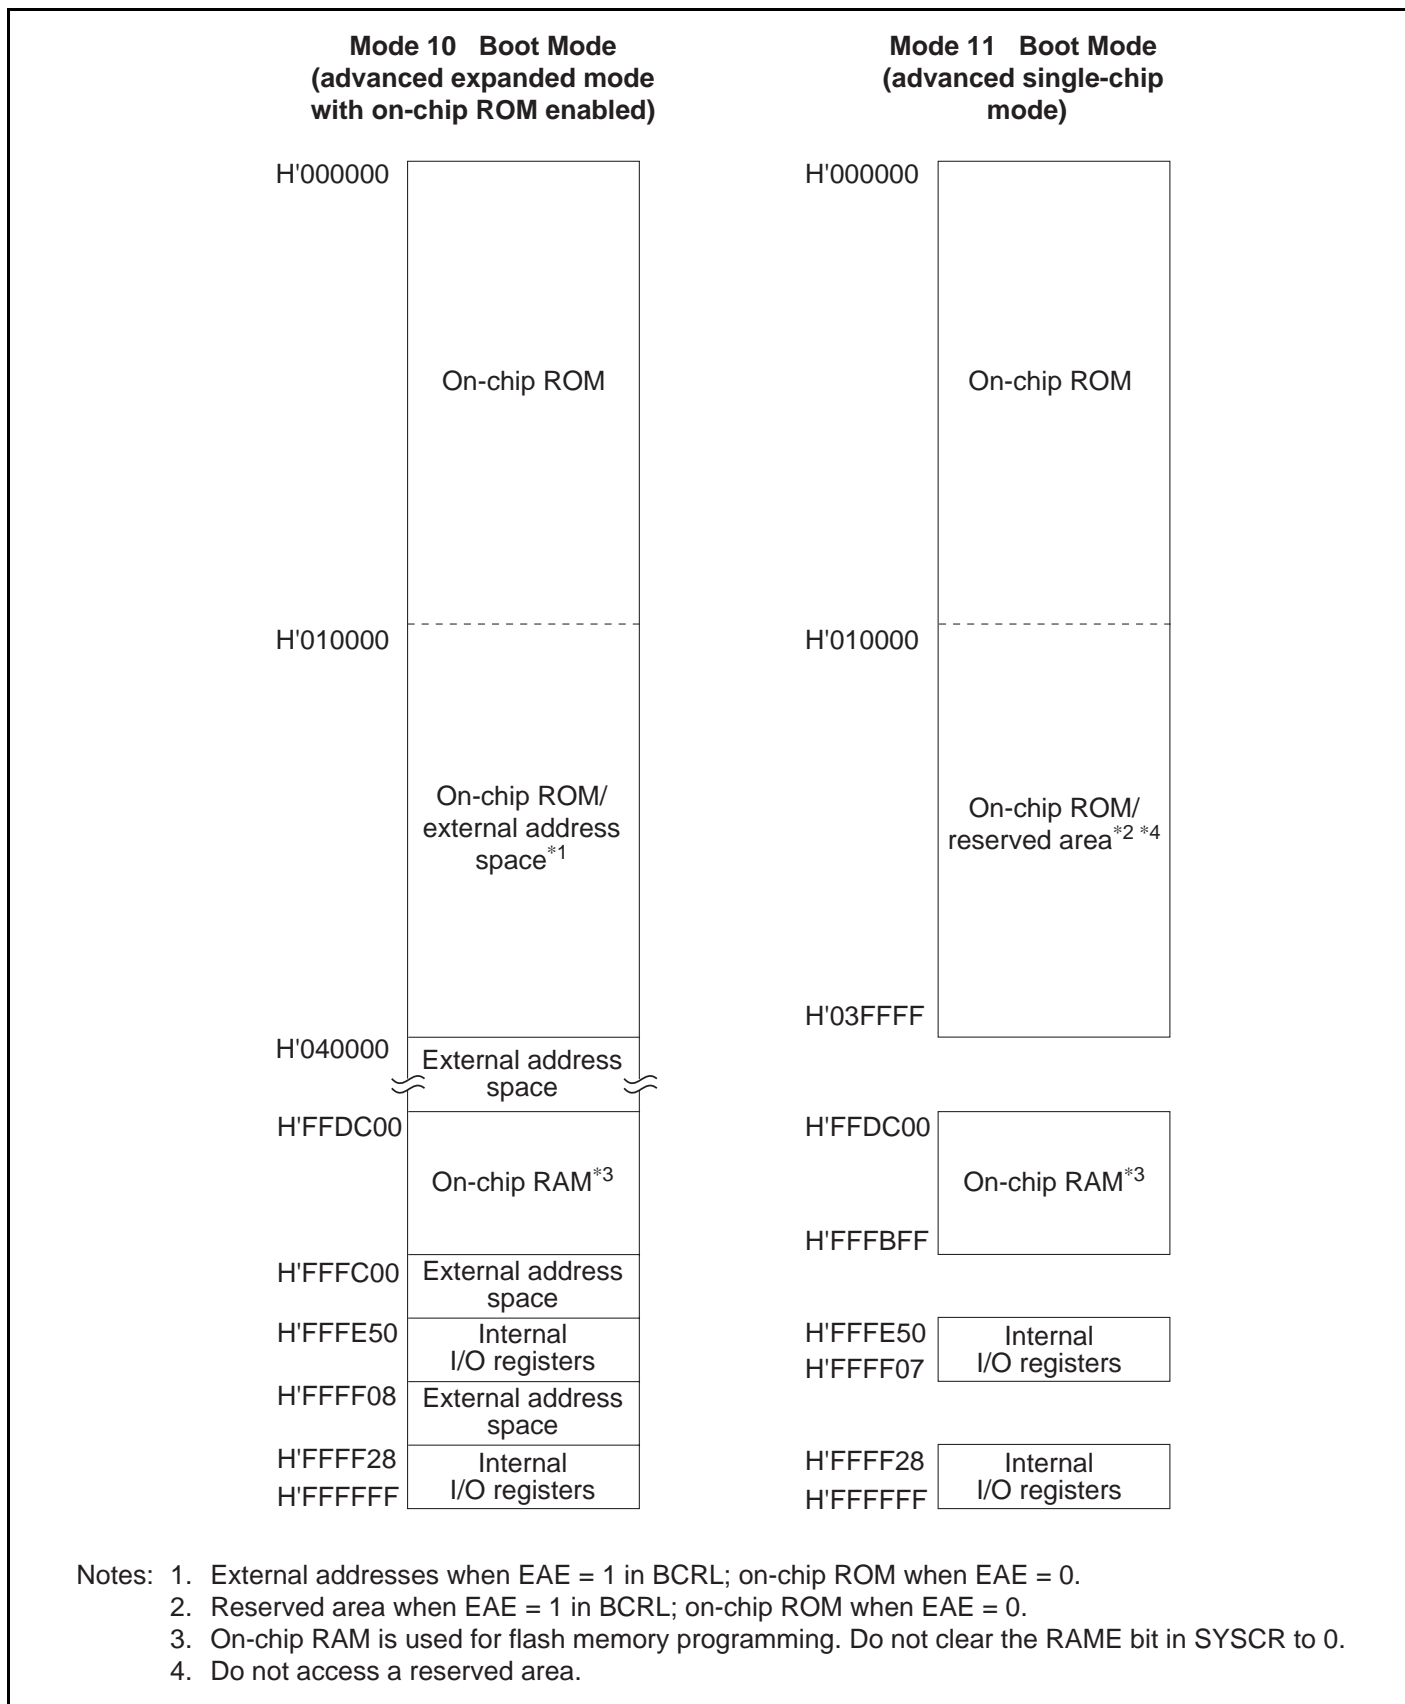 Mode 10 Boot Mode
(advanced expanded mode
with on-chip ROM enabled)
H'000000
On-chip ROM
H'010000
On-chip ROM/
external address
space*1
H'040000
External address
space
H'FFDC00
On-chip RAM*3
H'FFFC00
External address
space
H'FFFE50
Internal
I/O registers
H'FFFF08
External address
space
H'FFFF28
Internal
I/O registers
H'FFFFFF
Mode 11 Boot Mode
(advanced single-chip
mode)
H'000000
On-chip ROM
H'010000
On-chip ROM/
reserved area*2 *4
H'03FFFF
H'FFDC00
On-chip RAM*3
H'FFFBFF
H'FFFE50
Internal
I/O registers
H'FFFF07
H'FFFF28
Internal
I/O registers
H'FFFFFF
Notes: 1. External addresses when EAE = 1 in BCRL; on-chip ROM when EAE = 0.
2. Reserved area when EAE = 1 in BCRL; on-chip ROM when EAE = 0.
3. On-chip RAM is used for flash memory programming. Do not clear the RAME bit in SYSCR to 0.
4. Do not access a reserved area.